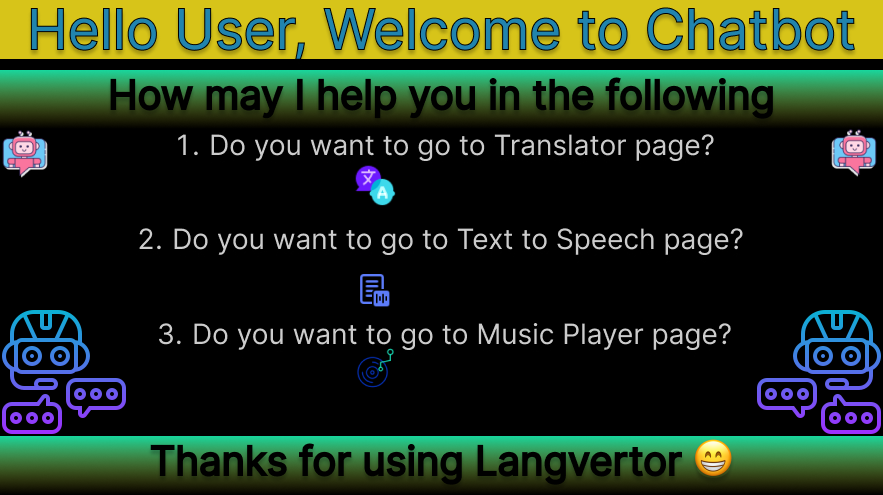 Hello User, Welcome to Chatbot
How may I help you in the following
1. Do you want to go to Translator page?
文
A
2. Do you want to go to Text to Speech page?
3. Do you want to go to Music Player page?
Thanks for using Langvertor 😁